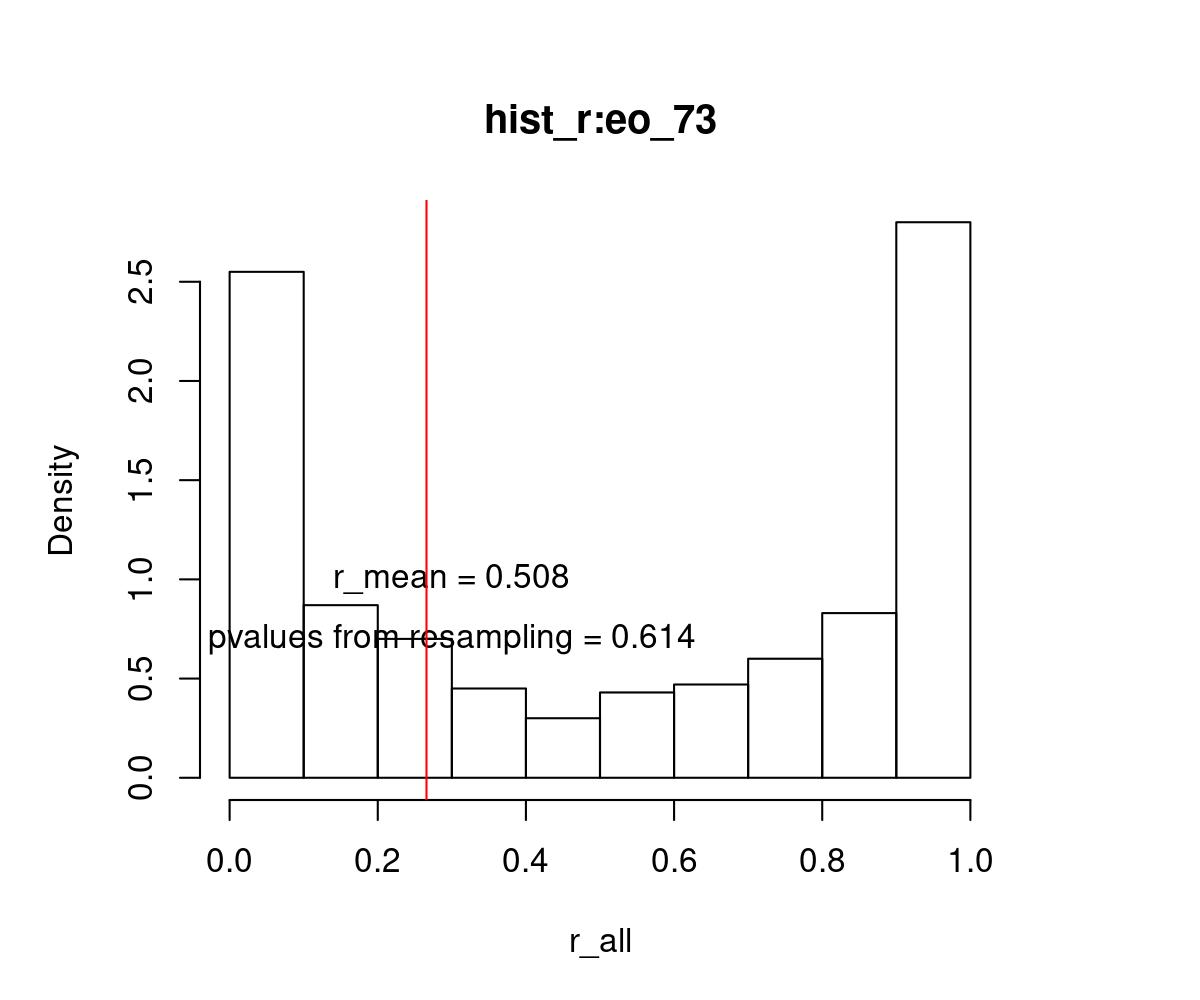 hist_r:eo_73
Density
2.5
2.0
1.5
1.0
0.5
0.0
r_mean = 0.508
pvalues from resampling = 0.614
0.0 0.2 0.4 0.6 0.8 1.0
r_all